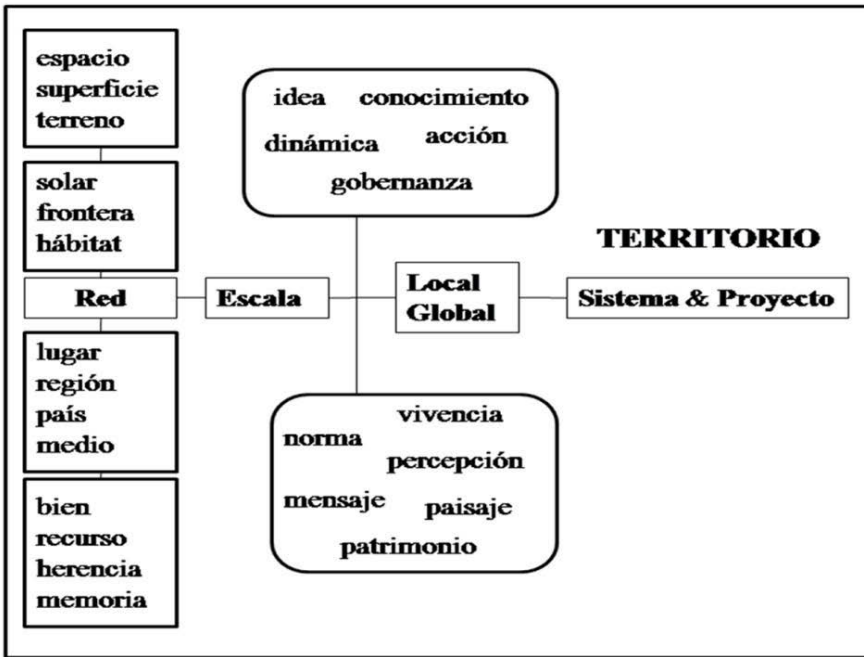 espacio
superficie
terreno
solar
frontera
hábitat
Red
lugar
región
país
medio
bien
recurso
herencia
memoria
Escala
idea conocimiento
dinámica acción
gobernanza
Local
Global
vivencia
norma
percepción
mensaje paisaje
patrimonio
TERRITORIO
Sistema & Proyecto